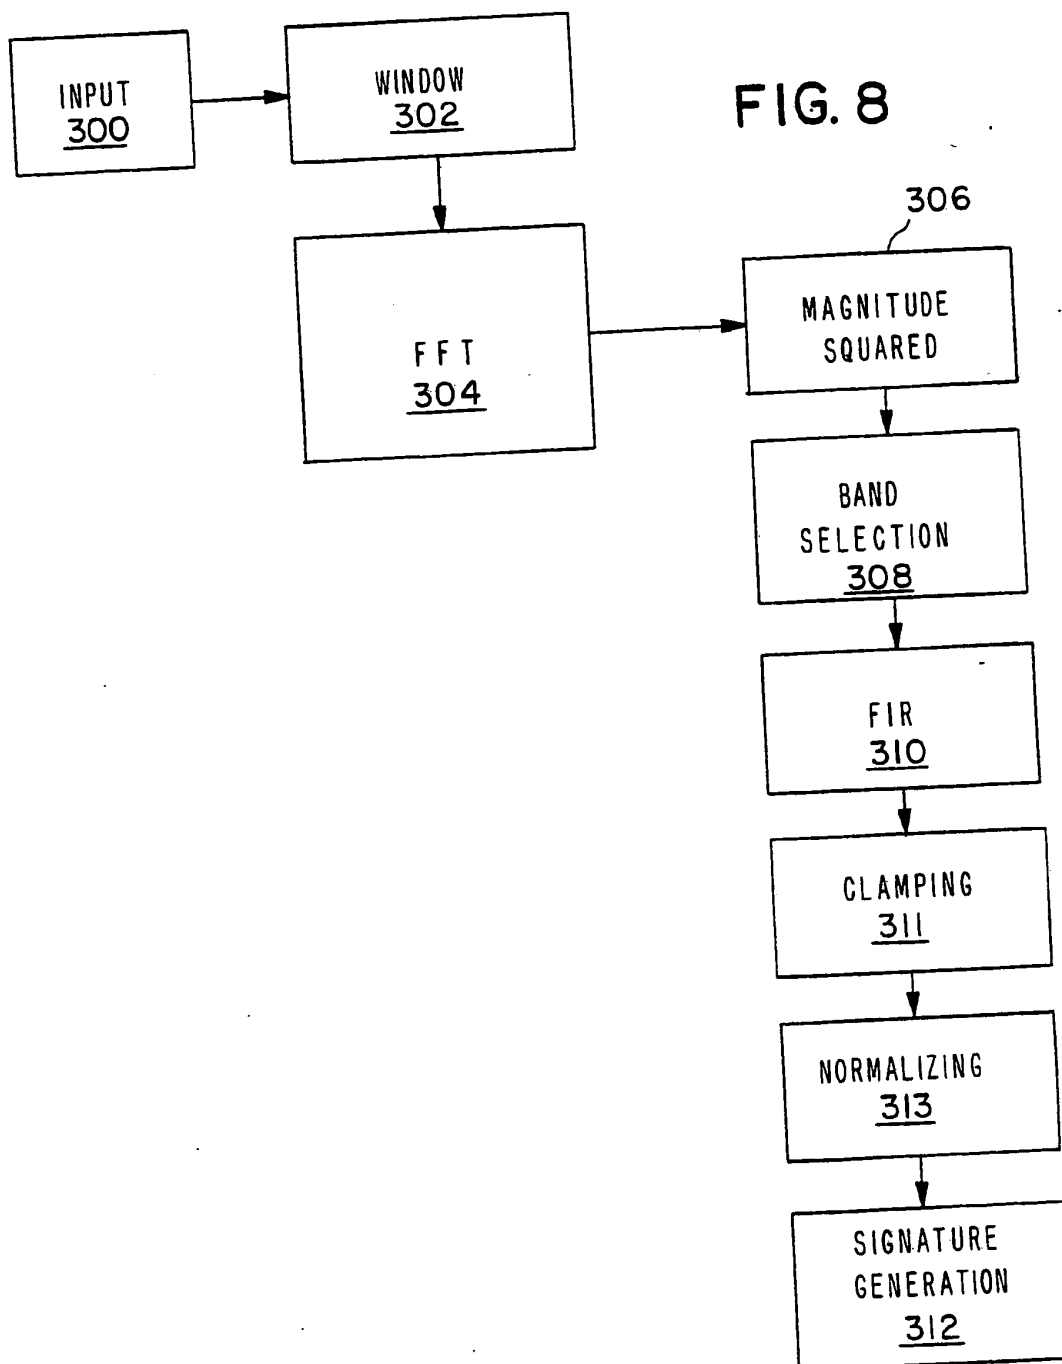 INPUT
300
WINDOW
302
FIG. 8
FFT
304
306
MAGNITUDE
SQUARED
BAND
SELECTION
308
FIR
310
CLAMPING
311
NORMALIZING
313
SIGNATURE
GENERATION
312